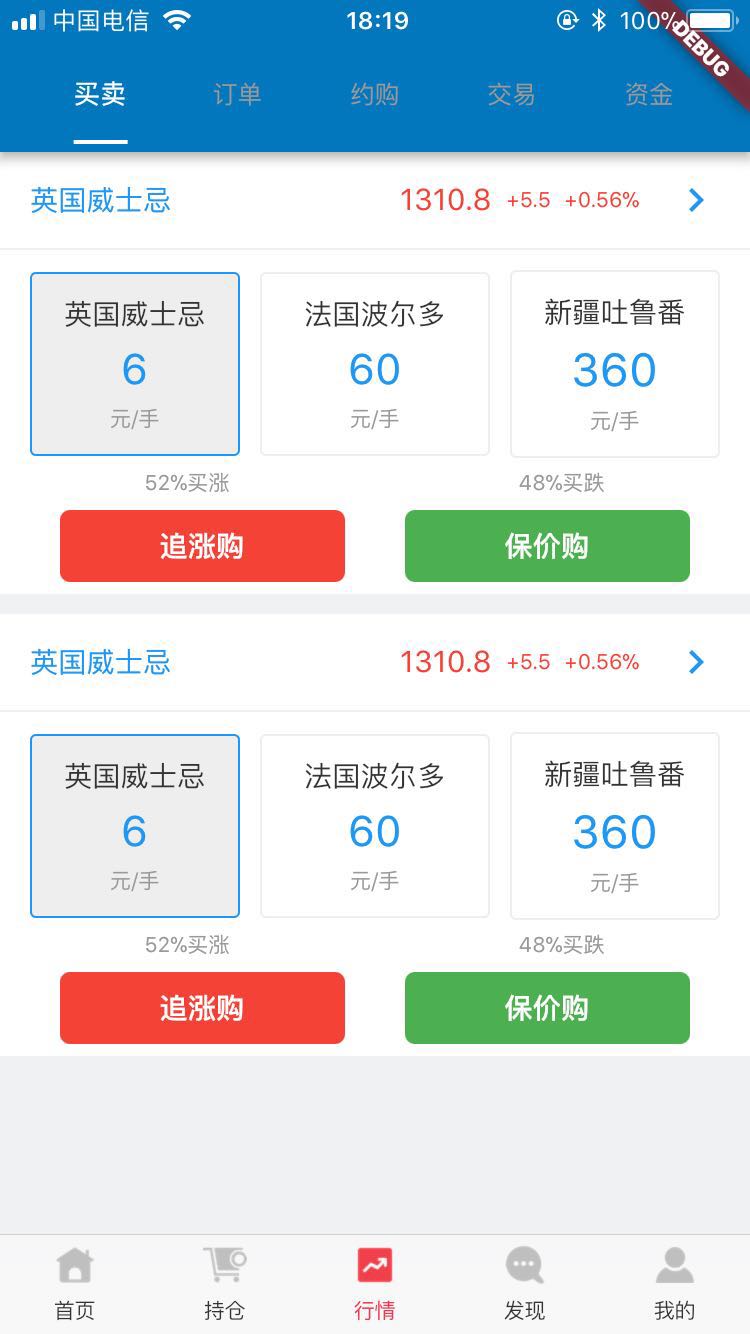 中国电信 18:19 100%
DEBUG
买卖 订单 约购 交易 资金
英国威士忌 1310.8 +5.5 +0.56%
英国威士忌 法国波尔多 新疆吐鲁番
6 60 360
元/手 元/手 元/手
52%买涨 48%买跌
追涨购 保价购
英国威士忌 1310.8 +5.5 +0.56%
英国威士忌 法国波尔多 新疆吐鲁番
6 60 360
元/手 元/手 元/手
52%买涨 48%买跌
追涨购 保价购
首页 持仓 行情 发现 我的